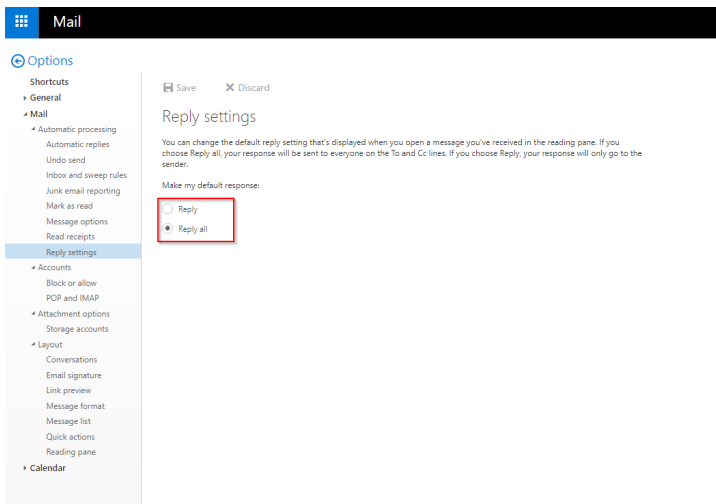 Mail
Options
Shortcuts
General
Mail
Automatic processing
Automatic replies
Undo send
Inbox and sweep rules
Junk email reporting
Mark as read
Message options
Read receipts
Reply settings
Accounts
Block or allow
POP and IMAP
Attachment options
Storage accounts
Layout
Conversations
Email signature
Link preview
Message format
Message list
Quick actions
Reading pane
Calendar
Save Discard
Reply settings
You can change the default reply setting that's displayed when you open a message you've received in the reading pane. If you
choose Reply all, your response will be sent to everyone on the To and Cc lines. If you choose Reply, your response will only go to the
sender.
Make my default response:
Reply
Reply all